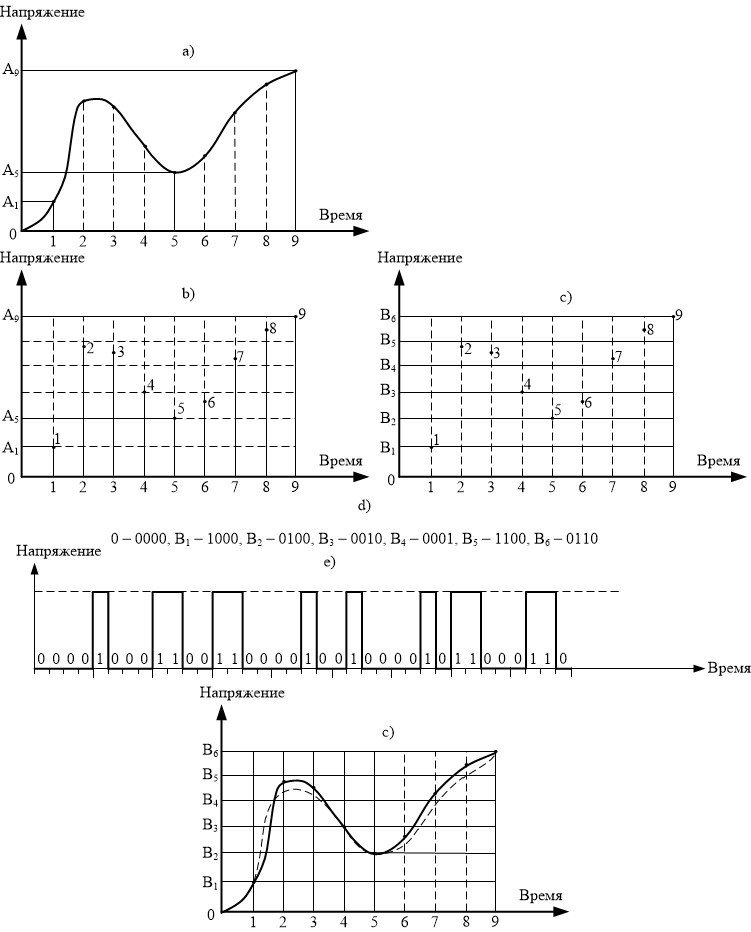 Напряжение
a)
A₉
A₅
A₁
0
Время
1 2 3 4 5 6 7 8 9
Напряжение
b)
A₉
9
8
2
3
7
4
6
5
A₅
1
A₁
0
Время
1 2 3 4 5 6 7 8 9
Напряжение
c)
B₆
9
8
B₅
2
3
7
B₄
B₃
4
6
5
B₂
1
B₁
0
Время
1 2 3 4 5 6 7 8 9
d)
0 – 0000, B₁ – 1000, B₂ – 0100, B₃ – 0010, B₄ – 0001, B₅ – 1100, B₆ – 0110
Напряжение
e)
0 0 0 0 1 0 0 0 1 1 0 0 1 1 0 0 0 0 1 0 0 1 0 0 0 0 1 0 1 1 0 0 0 1 1 0
Время
Напряжение
c)
B₆
B₅
B₄
B₃
B₂
B₁
0
Время
1 2 3 4 5 6 7 8 9